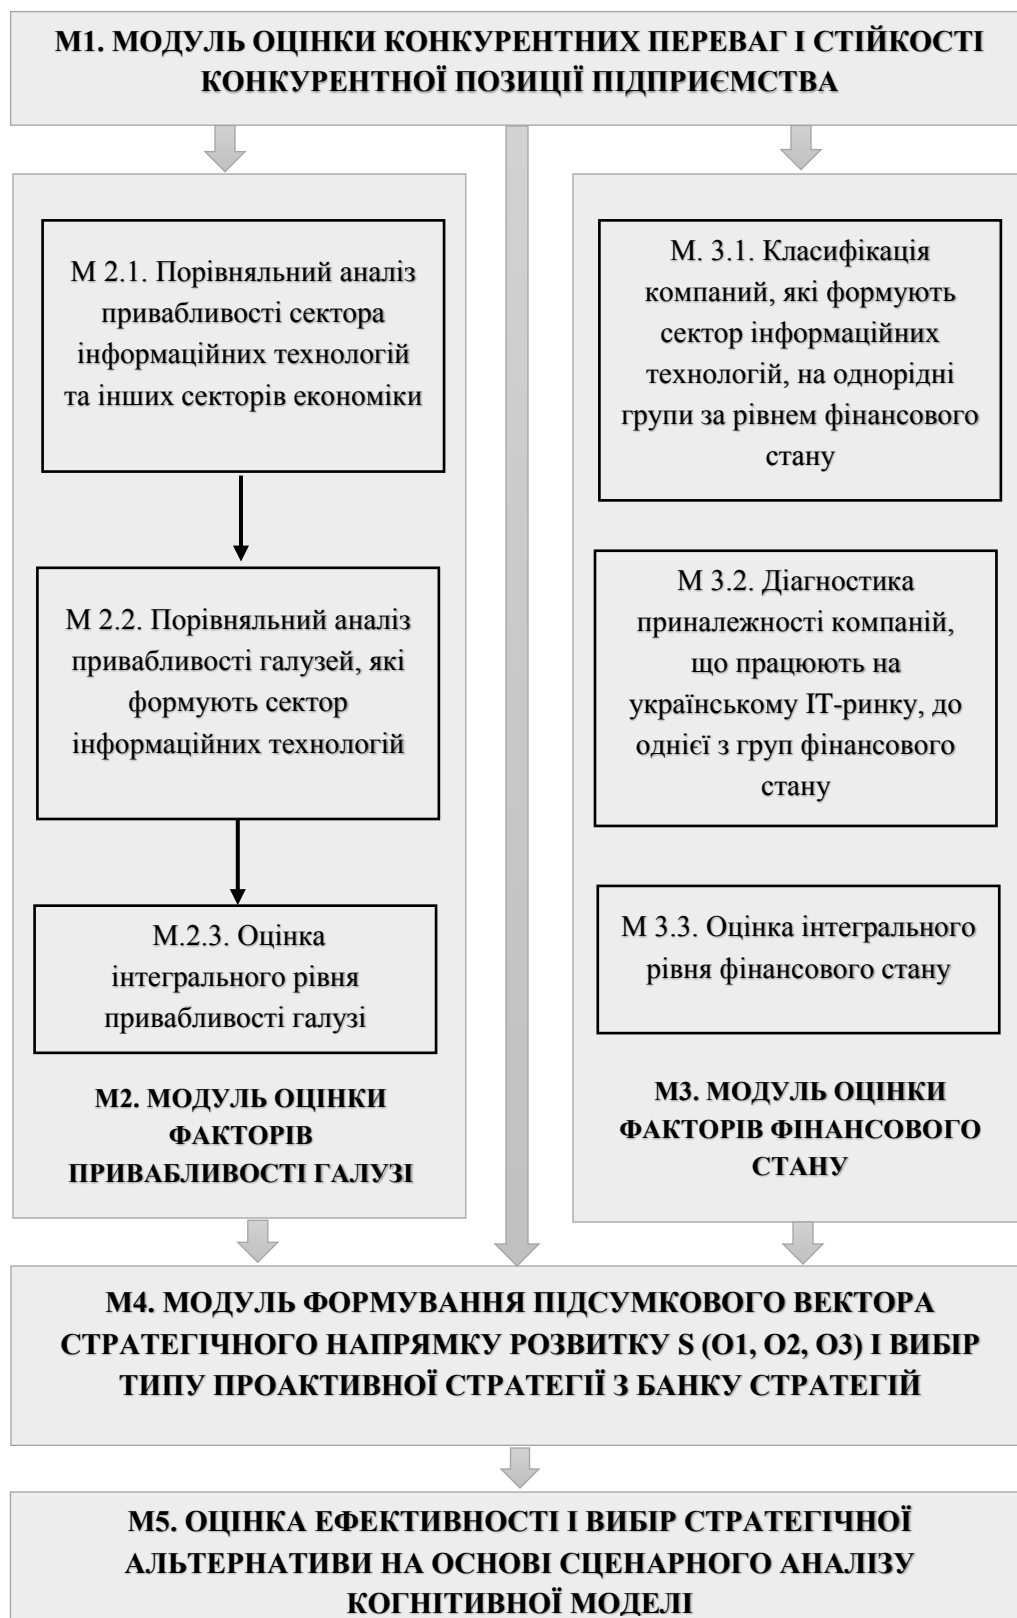 М1. МОДУЛЬ ОЦІНКИ КОНКУРЕНТНИХ ПЕРЕВАГ І СТІЙКОСТІ
КОНКУРЕНТНОЇ ПОЗИЦІЇ ПІДПРИЄМСТВА
М 2.1. Порівняльний аналіз
привабливості сектора
інформаційних технологій
та інших секторів економіки
М 2.2. Порівняльний аналіз
привабливості галузей, які
формують сектор
інформаційних технологій
М.2.3. Оцінка
інтегрального рівня
привабливості галузі
М2. МОДУЛЬ ОЦІНКИ
ФАКТОРІВ
ПРИВАБЛИВОСТІ ГАЛУЗІ
М. 3.1. Класифікація
компаний, які формують
сектор інформаційних
технологій, на однорідні
групи за рівнем фінансового
стану
М 3.2. Діагностика
приналежності компаній,
що працюють на
українському ІТ-ринку, до
однієї з груп фінансового
стану
М 3.3. Оцінка інтегрального
рівня фінансового стану
М3. МОДУЛЬ ОЦІНКИ
ФАКТОРІВ ФІНАНСОВОГО
СТАНУ
М4. МОДУЛЬ ФОРМУВАННЯ ПІДСУМКОВОГО ВЕКТОРА
СТРАТЕГІЧНОГО НАПРЯМКУ РОЗВИТКУ S (О1, О2, О3) І ВИБІР
ТИПУ ПРОАКТИВНОЇ СТРАТЕГІЇ З БАНКУ СТРАТЕГІЙ
М5. ОЦІНКА ЕФЕКТИВНОСТІ І ВИБІР СТРАТЕГІЧНОЇ
АЛЬТЕРНАТИВИ НА ОСНОВІ СЦЕНАРНОГО АНАЛІЗУ
КОГНІТИВНОЇ МОДЕЛІ